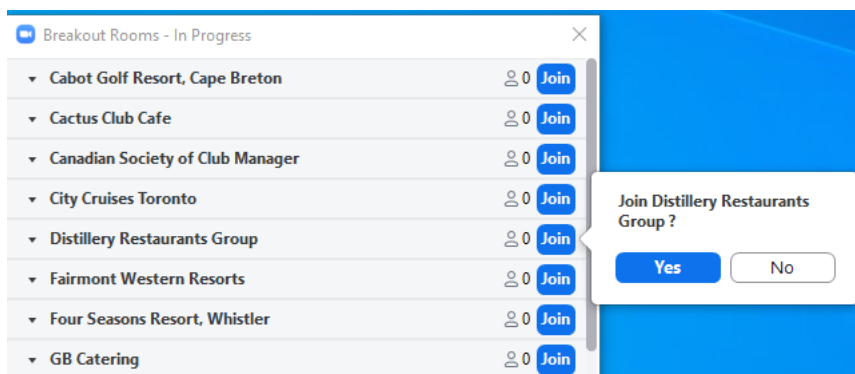 Breakout Rooms - In Progress
Cabot Golf Resort, Cape Breton 0 Join
Cactus Club Cafe 0 Join
Canadian Society of Club Manager 0 Join
City Cruises Toronto 0 Join
Distillery Restaurants Group 0 Join
Join Distillery Restaurants
Group ?
Yes No
Fairmont Western Resorts 0 Join
Four Seasons Resort, Whistler 0 Join
GB Catering 0 Join